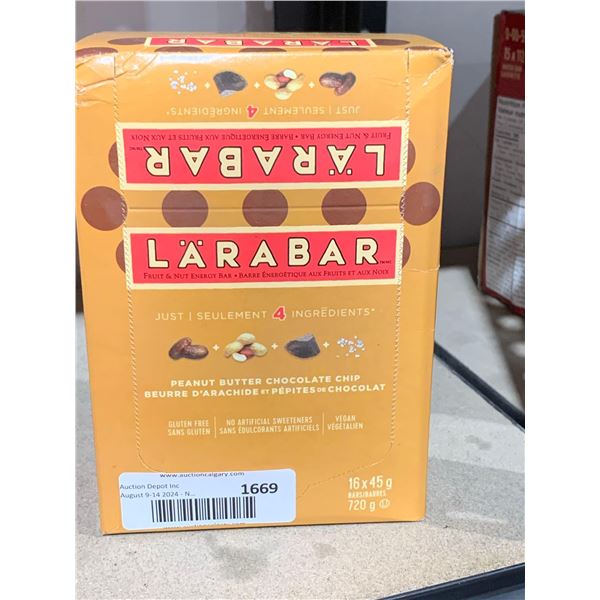 JUST | SEULEMENT 4 INGRÉDIENTS*
FRUIT & NUT ENERGY BAR • BARRE ÉNERGÉTIQUE AUX FRUITS ET AUX NOIX
LÄRABAR
LÄRABAR TM/MC
FRUIT & NUT ENERGY BAR • BARRE ÉNERGÉTIQUE AUX FRUITS ET AUX NOIX
JUST | SEULEMENT 4 INGRÉDIENTS*
PEANUT BUTTER CHOCOLATE CHIP
BEURRE D'ARACHIDE ET PÉPITES DE CHOCOLAT
GLUTEN FREE NO ARTIFICIAL SWEETENERS VEGAN
SANS GLUTEN SANS ÉDULCORANTS ARTIFICIELS VÉGÉTALIEN
www.auctioncalgary.com
Auction Depot Inc
August 9-14 2024 - N...
1669
16 x 45 g
BARS/BARRES
720 g